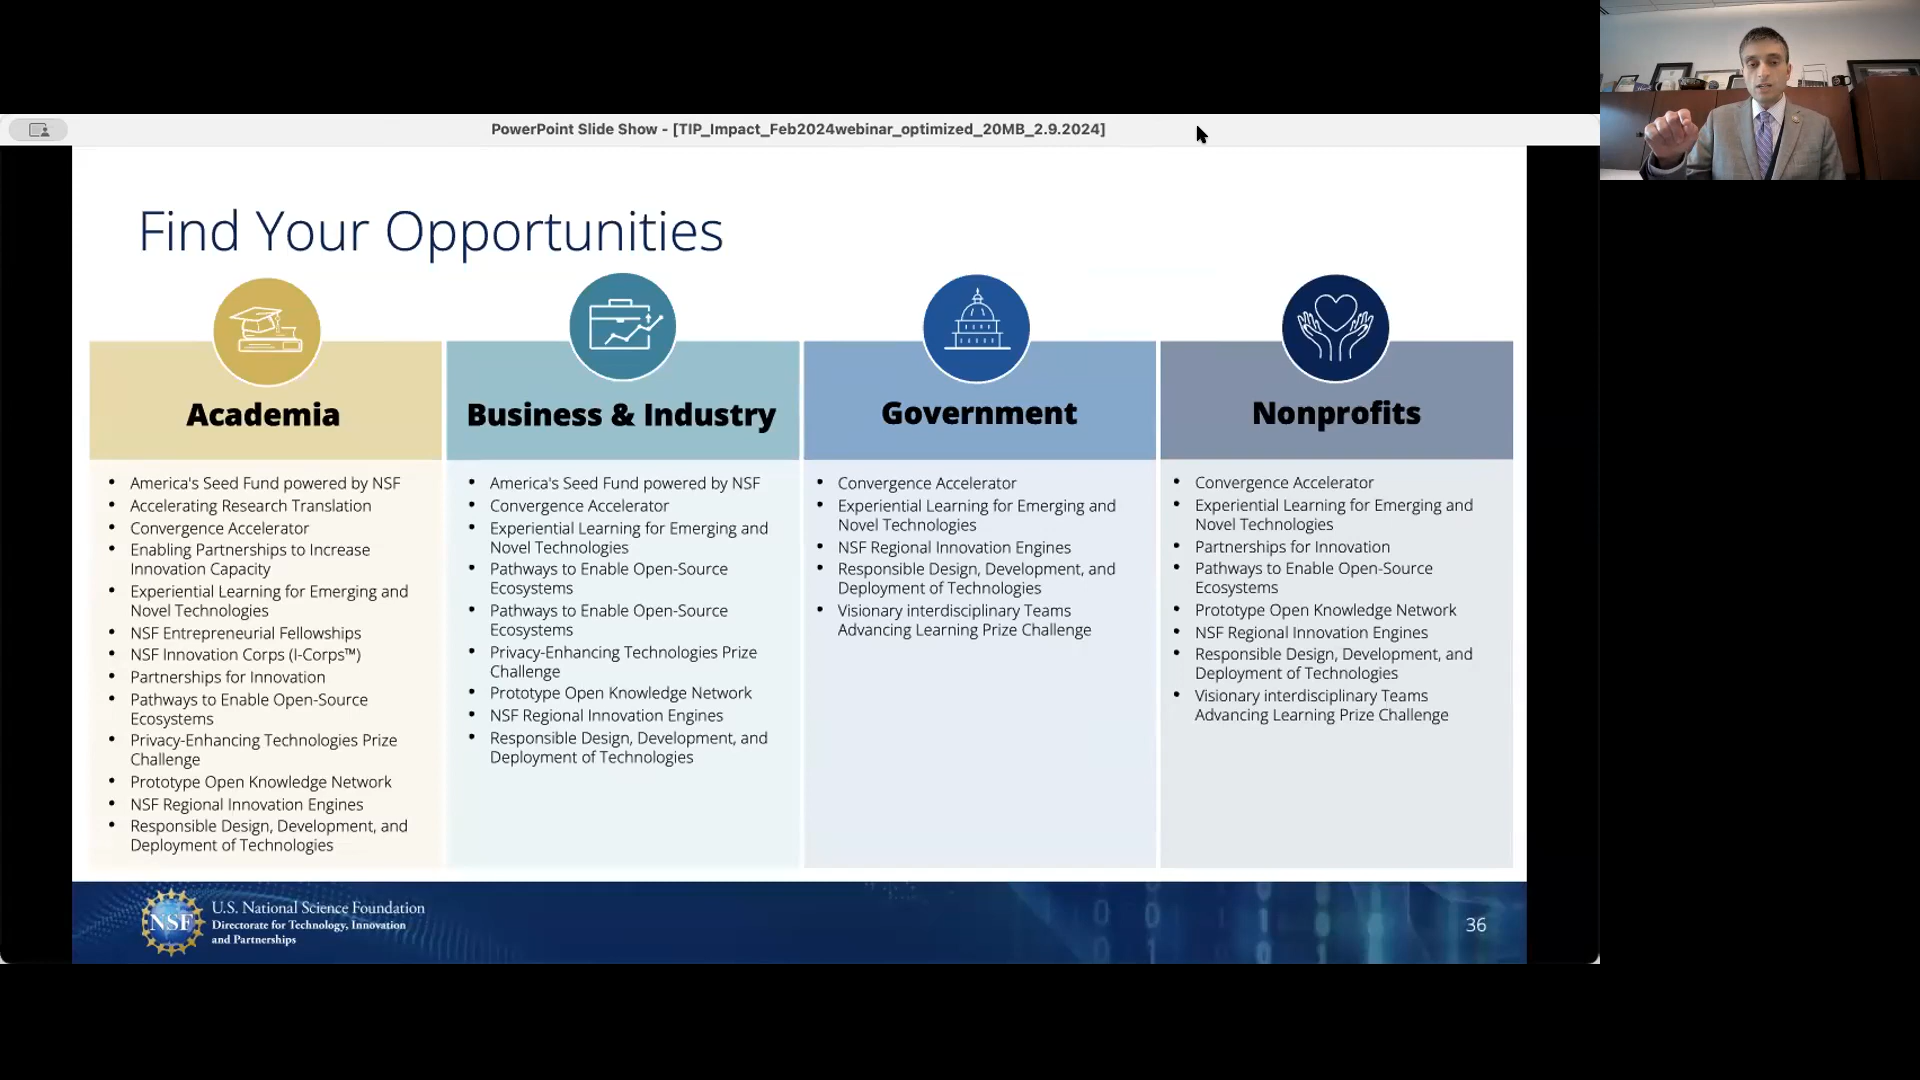 PowerPoint Slide Show - [TIP_Impact_Feb2024webinar_optimized_20MB_2.9.2024]
Find Your Opportunities
Academia
America's Seed Fund powered by NSF
Accelerating Research Translation
Convergence Accelerator
Enabling Partnerships to Increase
Innovation Capacity
Experiential Learning for Emerging and
Novel Technologies
NSF Entrepreneurial Fellowships
NSF Innovation Corps (I-Corps™)
Partnerships for Innovation
Pathways to Enable Open-Source
Ecosystems
Privacy-Enhancing Technologies Prize
Challenge
Prototype Open Knowledge Network
NSF Regional Innovation Engines
Responsible Design, Development, and
Deployment of Technologies
Business & Industry
America's Seed Fund powered by NSF
Convergence Accelerator
Experiential Learning for Emerging and
Novel Technologies
Pathways to Enable Open-Source
Ecosystems
Pathways to Enable Open-Source
Ecosystems
Privacy-Enhancing Technologies Prize
Challenge
Prototype Open Knowledge Network
NSF Regional Innovation Engines
Responsible Design, Development, and
Deployment of Technologies
Government
Convergence Accelerator
Experiential Learning for Emerging and
Novel Technologies
NSF Regional Innovation Engines
Responsible Design, Development, and
Deployment of Technologies
Visionary interdisciplinary Teams
Advancing Learning Prize Challenge
Nonprofits
Convergence Accelerator
Experiential Learning for Emerging and
Novel Technologies
Partnerships for Innovation
Pathways to Enable Open-Source
Ecosystems
Prototype Open Knowledge Network
NSF Regional Innovation Engines
Responsible Design, Development, and
Deployment of Technologies
Visionary interdisciplinary Teams
Advancing Learning Prize Challenge
NSF
U.S. National Science Foundation
Directorate for Technology, Innovation
and Partnerships
36